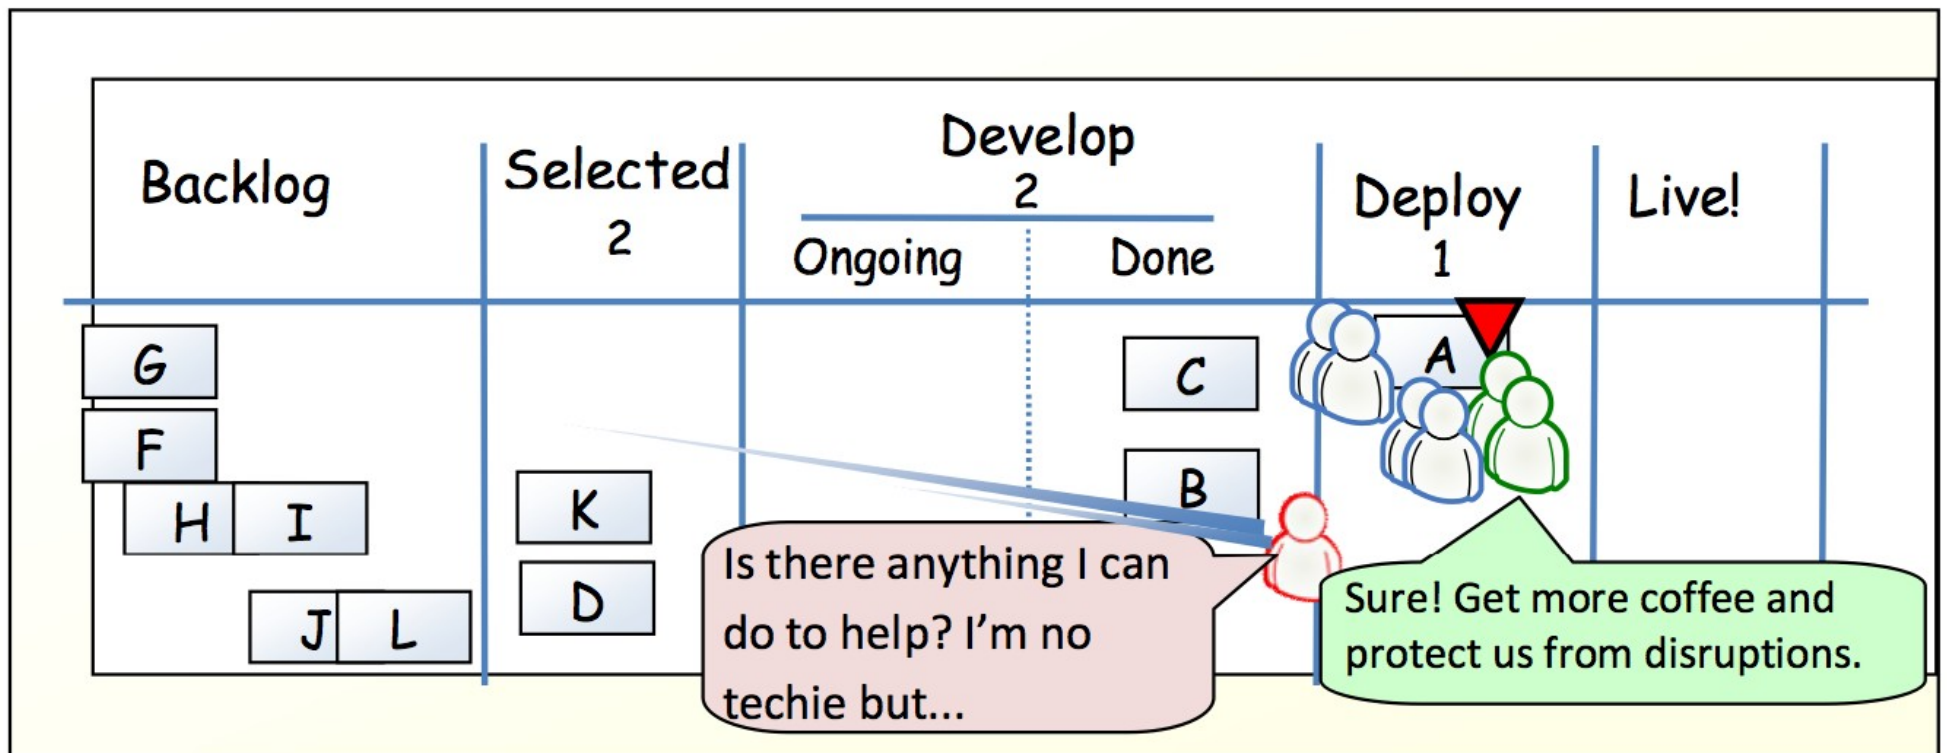 Backlog
Selected
2
Develop
2
Ongoing
Done
Deploy
1
Live!
G
F
H I
J L
K
D
C
B
A
Is there anything I can
do to help? I’m no
techie but...
Sure! Get more coffee and
protect us from disruptions.